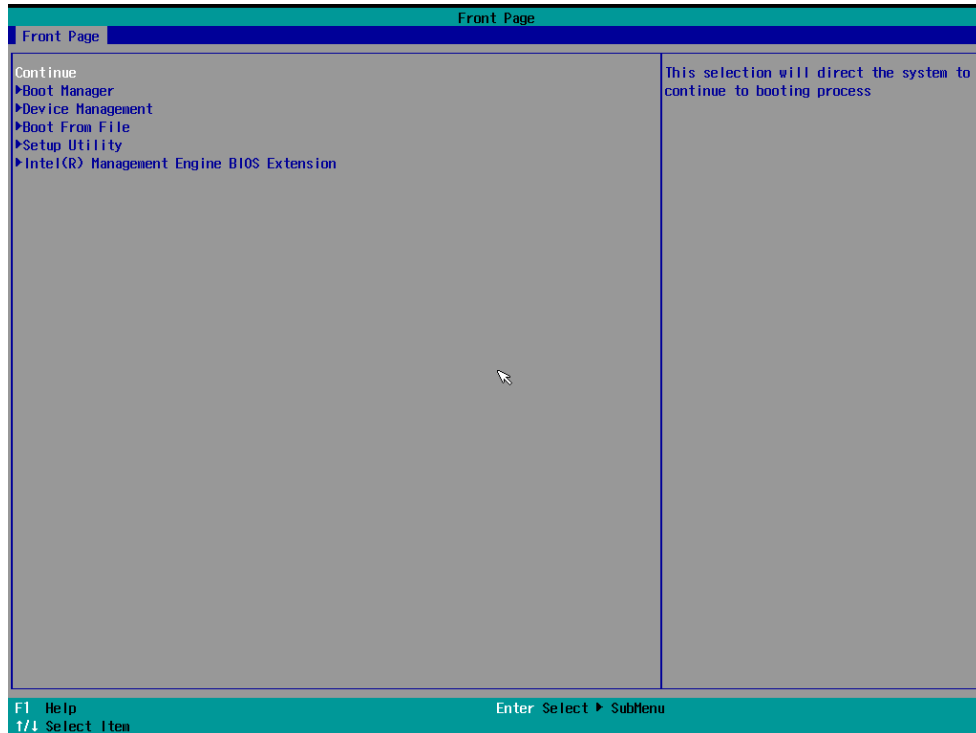 Front Page
Front Page
Continue
▶Boot Manager
▶Device Management
▶Boot From File
▶Setup Utility
▶Intel(R) Management Engine BIOS Extension
This selection will direct the system to
continue to booting process
F1 Help
↑/↓ Select Item
Enter Select ▶ SubMenu